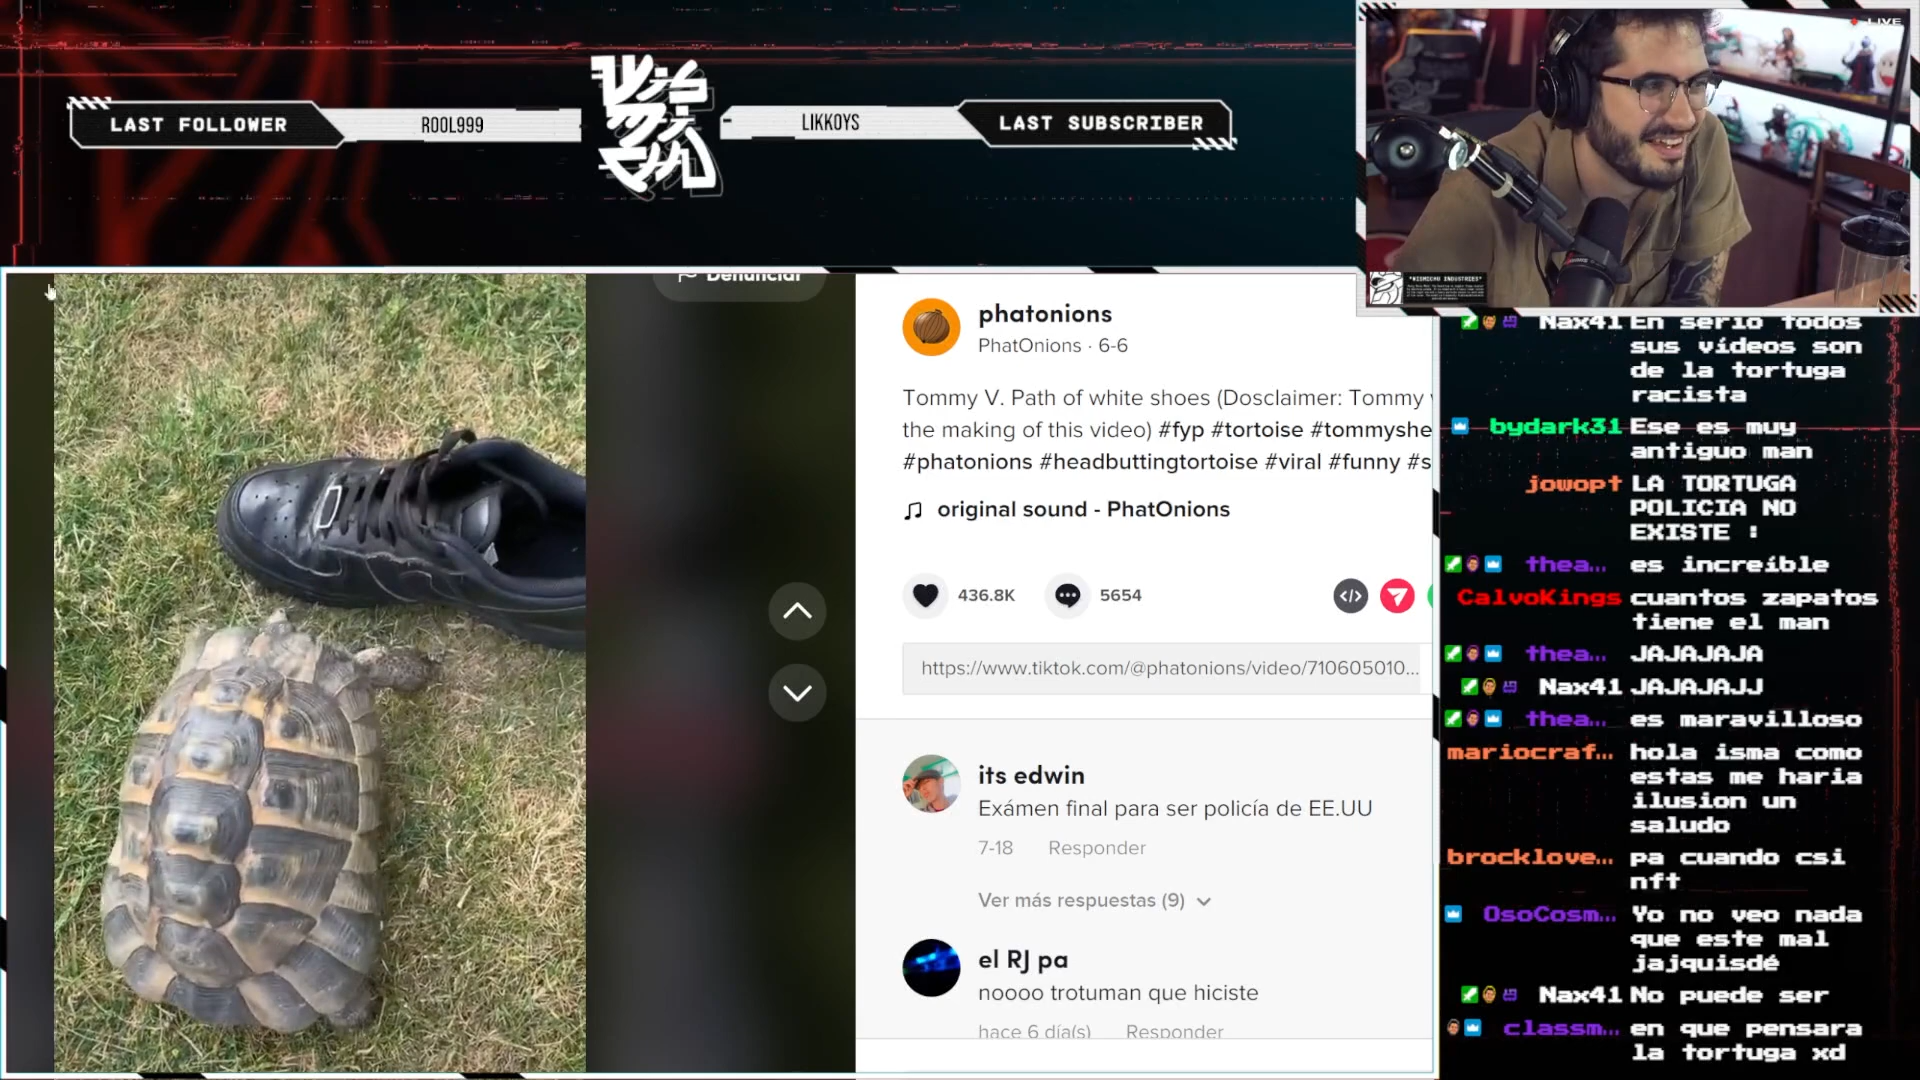 LIVE
LAST FOLLOWER
ROOL999
LIKKOYS
LAST SUBSCRIBER
*WISMICHU INDUSTRIES*
Denunciar
phatonions
PhatOnions · 6-6
Tommy V. Path of white shoes (Dosclaimer: Tommy
the making of this video) #fyp #tortoise #tommyshe
#phatonions #headbuttingtortoise #viral #funny #s
original sound - PhatOnions
436.8K
5654
https://www.tiktok.com/@phatonions/video/710605010...
its edwin
Exámen final para ser policía de EE.UU
7-18 Responder
Ver más respuestas (9)
el RJ pa
noooo trotuman que hiciste
hace 6 día(s) Responder
Nax41 En serio todos
sus vídeos son
de la tortuga
racista
bydark31 Ese es muy
antiguo man
jowopt LA TORTUGA
POLICIA NO
EXISTE :
thea... es increíble
CalvoKings cuantos zapatos
tiene el man
thea... JAJAJAJA
Nax41 JAJAJAJJ
thea... es maravilloso
mariocraf... hola isma como
estas me haria
ilusion un
saludo
brocklove... pa cuando csi
nft
OsoCosm... Yo no veo nada
que este mal
jajquisdé
Nax41 No puede ser
classm... en que pensara
la tortuga xd